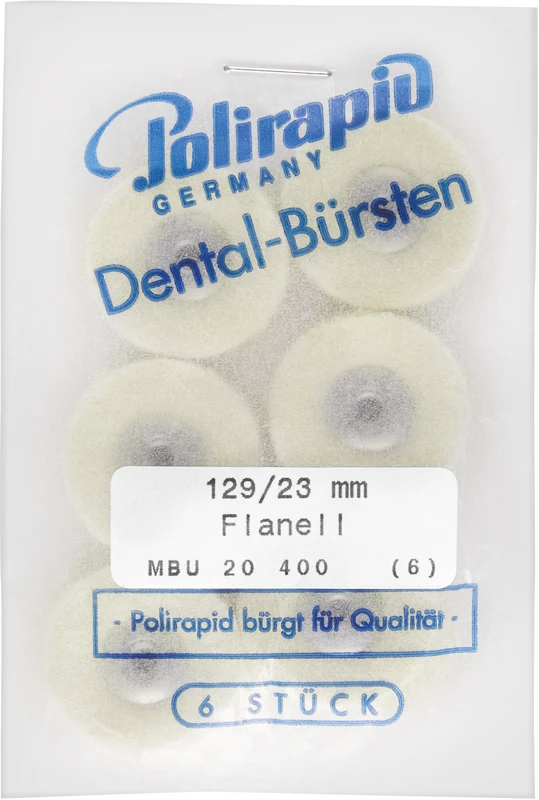 Polirapid
GERMANY
Dental-Bürsten
129/23 mm
Flanell
MBU 20 400 (6)
- Polirapid bürgt für Qualität -
6 STÜCK